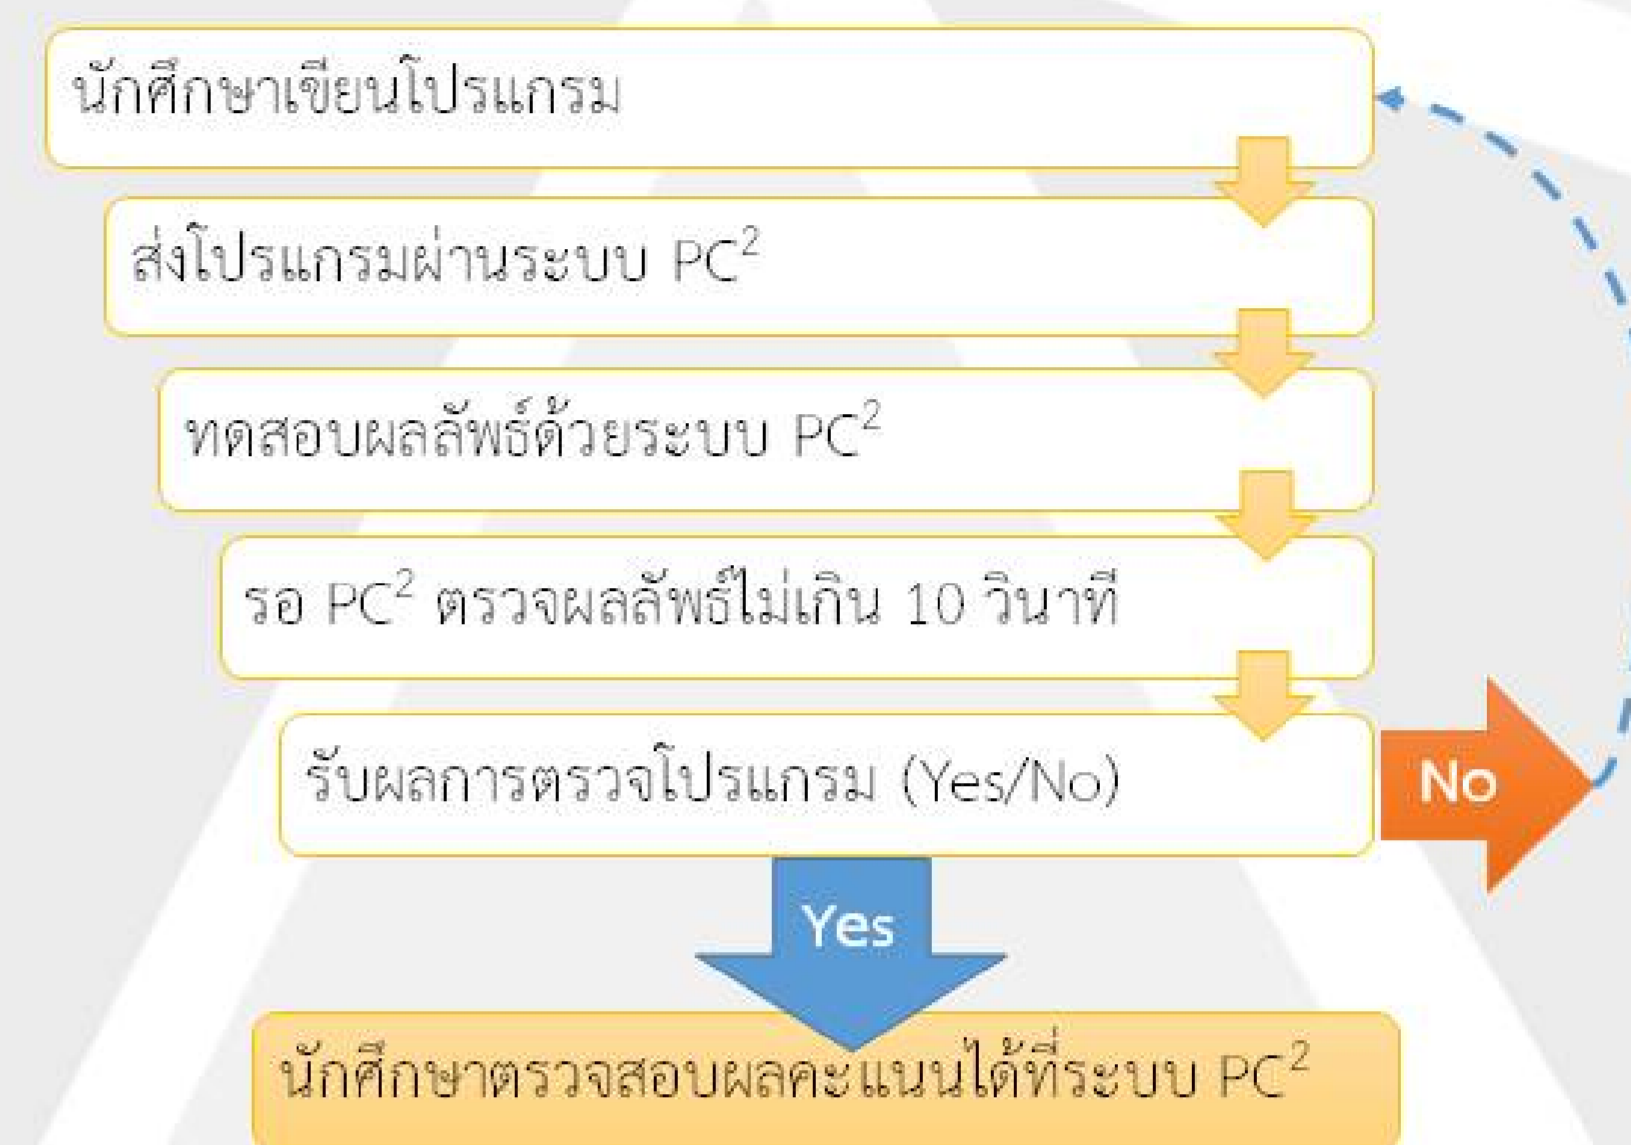 นักศึกษาเขียนโปรแกรม
ส่งโปรแกรมผ่านระบบ PC²
ทดสอบผลลัพธ์ด้วยระบบ PC²
รอ PC² ตรวจผลลัพธ์ไม่เกิน 10 วินาที
รับผลการตรวจโปรแกรม (Yes/No)
No
Yes
นักศึกษาตรวจสอบผลคะแนนได้ที่ระบบ PC²